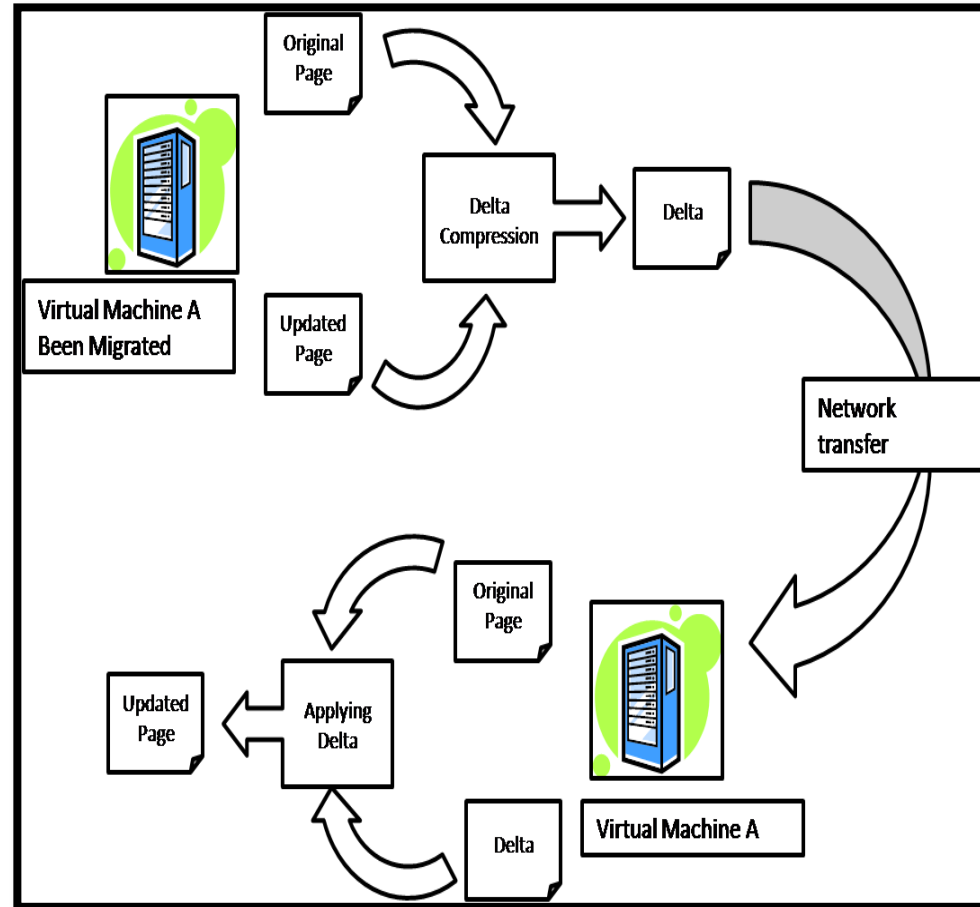 Original
Page
Delta
Compression
Delta
Virtual Machine A
Been Migrated
Updated
Page
Network
transfer
Original
Page
Updated
Page
Applying
Delta
Delta
Virtual Machine A